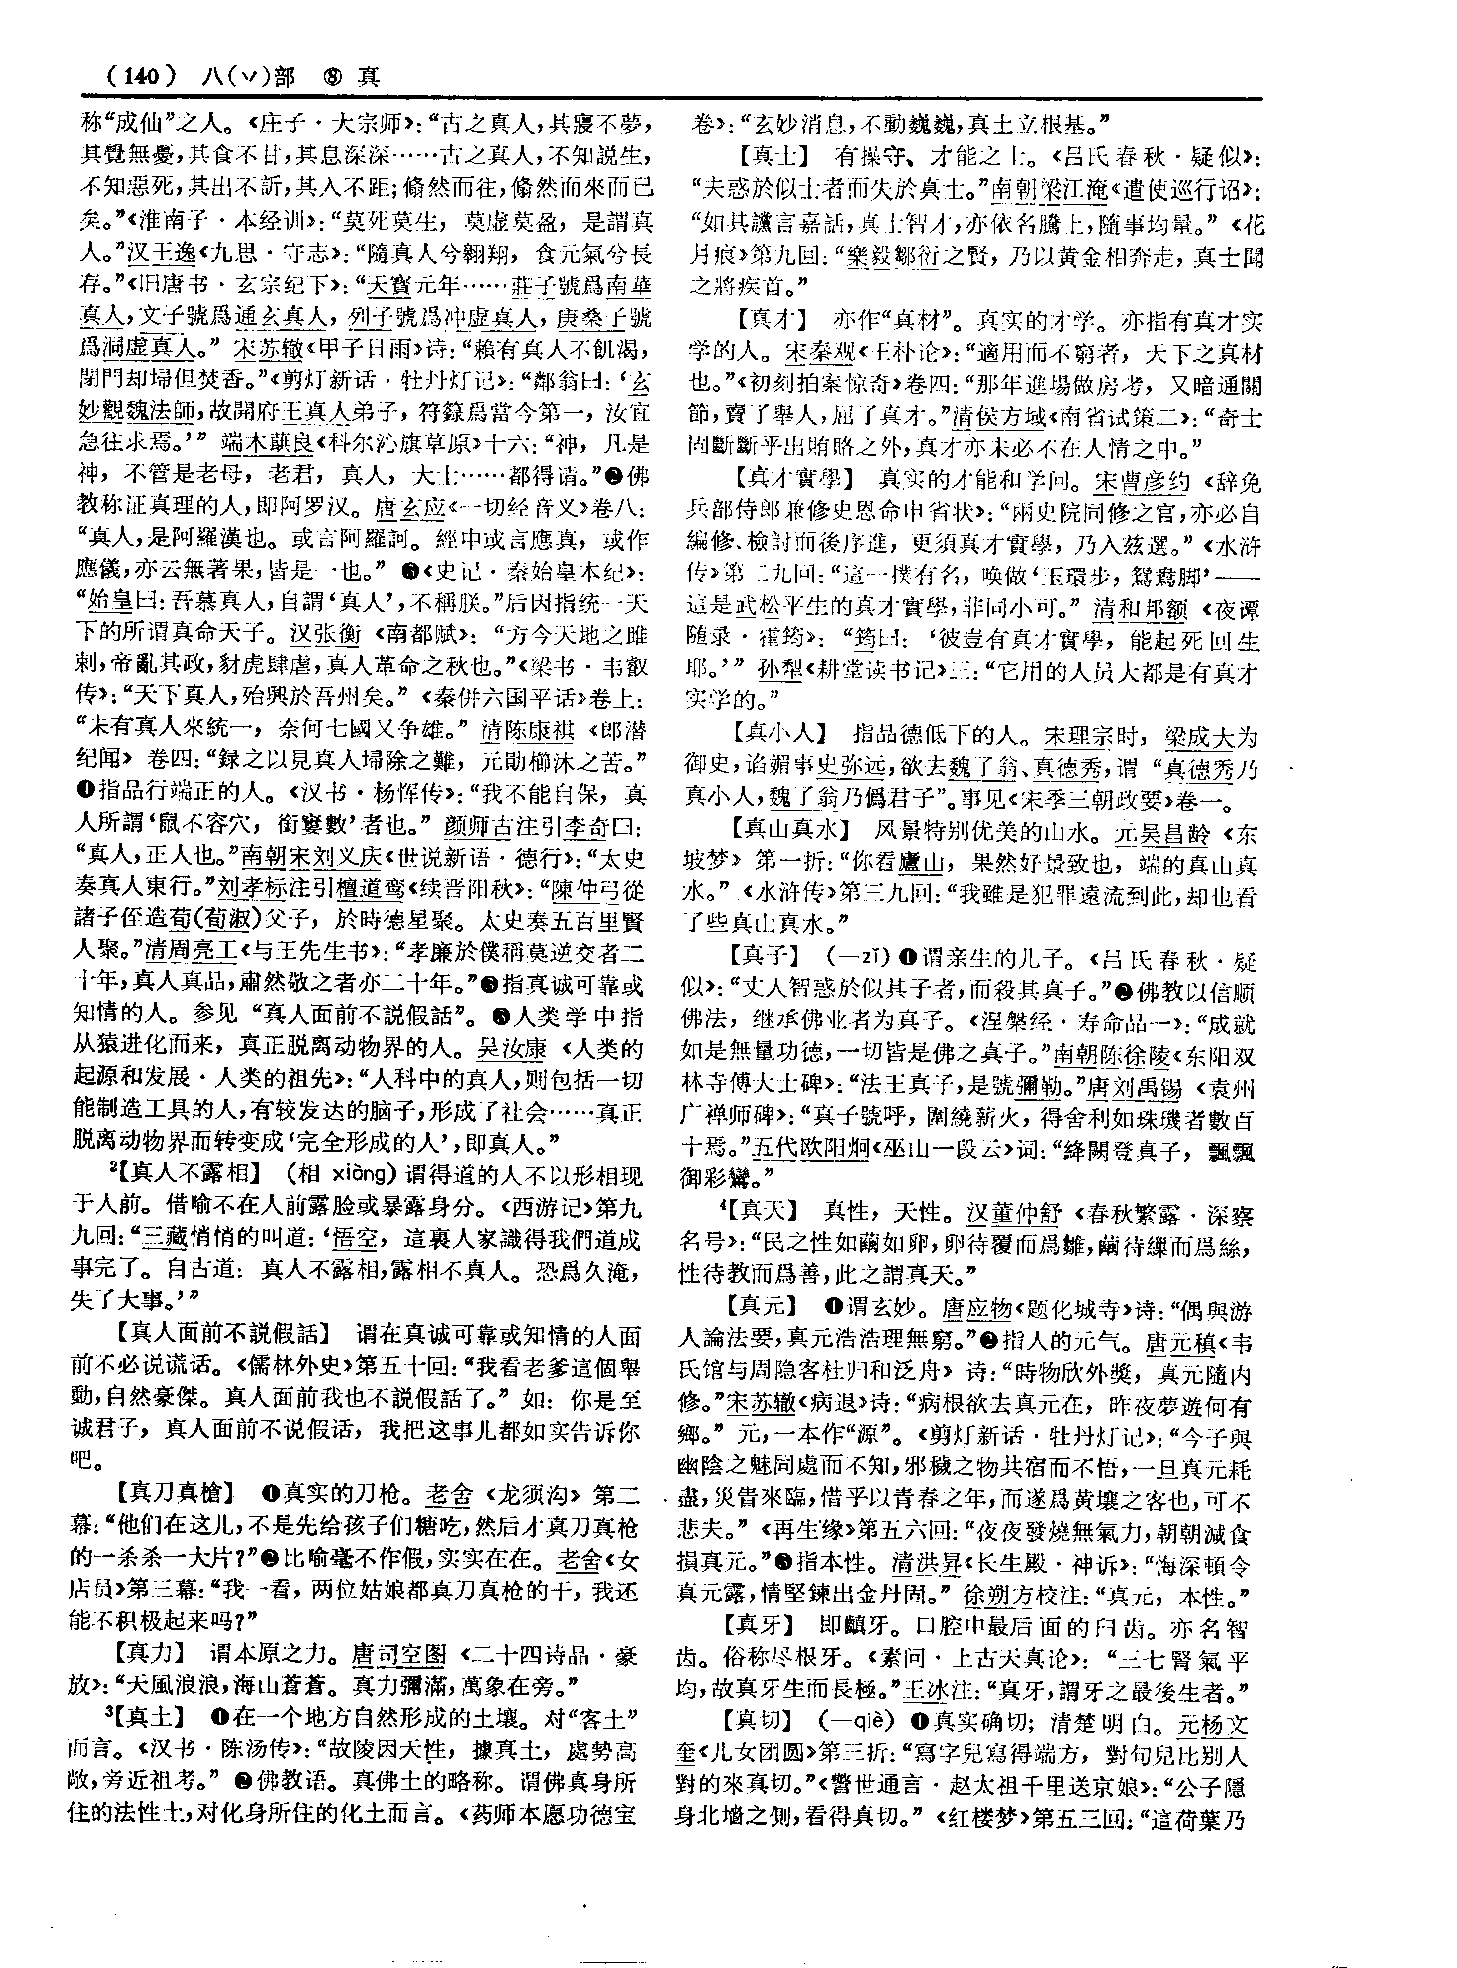 （140） 八(丷)部 ⑧ 真
称“成仙”之人。《庄子·大宗师》：“古之真人，其寢不夢，
其覺無憂，其食不甘，其息深深……古之真人，不知説生，
不知惡死，其出不訢，其入不距；翛然而往，翛然而來而已
矣。”《淮南子·本经训》：“莫死莫生，莫虚莫盈，是謂真
人。”汉王逸《九思·守志》：“隨真人兮翱翔，食元氣兮長
存。”《旧唐书·玄宗纪下》：“天寶元年……莊子號爲南華
真人，文子號爲通玄真人，列子號爲冲虚真人，庚桑子號
爲洞虚真人。”宋苏辙《甲子日雨》诗：“賴有真人不飢渴，
閉門却埽但焚香。”《剪灯新话·牡丹灯记》：“鄰翁曰：‘玄
妙觀魏法師，故開府王真人弟子，符籙爲當今第一，汝宜
急往求焉。’”端木蕻良《科尔沁旗草原》十六：“神，凡是
神，不管是老母，老君，真人，大士……都得请。”❷佛
教称证真理的人，即阿罗汉。唐玄应《一切经音义》卷八：
“真人，是阿羅漢也。或言阿羅訶。經中或言應真，或作
應儀，亦云無著果，皆是一也。”❸《史记·秦始皇本纪》：
“始皇曰：吾慕真人，自謂‘真人’，不稱朕。”后因指统一天
下的所谓真命天子。汉张衡《南都赋》：“方今天地之雎
剌，帝亂其政，豺虎肆虐，真人革命之秋也。”《梁书·韦叡
传》：“天下真人，殆興於吾州矣。”《秦併六国平话》卷上：
“未有真人來統一，奈何七國又争雄。”清陈康祺《郎潜
纪闻》卷四：“録之以見真人埽除之難，元勛櫛沐之苦。”
❹指品行端正的人。《汉书·杨恽传》：“我不能自保，真
人所謂‘鼠不容穴，銜窶數’者也。”颜师古注引李奇曰：
“真人，正人也。”南朝宋刘义庆《世说新语·德行》：“太史
奏真人東行。”刘孝标注引檀道鸾《续晋阳秋》：“陳仲弓從
諸子侄造荀(荀淑)父子，於時德星聚。太史奏五百里賢
人聚。”清周亮工《与王先生书》：“孝廉於僕稱莫逆交者二
十年，真人真品，肅然敬之者亦二十年。”❺指真诚可靠或
知情的人。参见“真人面前不説假話”。❻人类学中指
从猿进化而来，真正脱离动物界的人。吴汝康《人类的
起源和发展·人类的祖先》：“人科中的真人，则包括一切
能制造工具的人，有较发达的脑子，形成了社会……真正
脱离动物界而转变成‘完全形成的人’，即真人。”
²【真人不露相】 (相 xiàng) 谓得道的人不以形相现
于人前。借喻不在人前露脸或暴露身分。《西游记》第九
九回：“三藏悄悄的叫道：‘悟空，這裏人家識得我們道成
事完了。自古道：真人不露相，露相不真人。恐爲久淹，
失了大事。’”
【真人面前不説假話】 谓在真诚可靠或知情的人面
前不必说谎话。《儒林外史》第五十回：“我看老爹這個舉
動，自然豪傑。真人面前我也不説假話了。”如：你是至
诚君子，真人面前不说假话，我把这事儿都如实告诉你
吧。
【真刀真槍】 ❶真实的刀枪。老舍《龙须沟》第二
幕：“他们在这儿，不是先给孩子们糖吃，然后才真刀真枪
的一杀杀一大片？”❷比喻毫不作假，实实在在。老舍《女
店员》第三幕：“我一看，两位姑娘都真刀真枪的干，我还
能不积极起来吗？”
【真力】 谓本原之力。唐司空图《二十四诗品·豪
放》：“天風浪浪，海山蒼蒼。真力彌滿，萬象在旁。”
³【真土】 ❶在一个地方自然形成的土壤。对“客土”
而言。《汉书·陈汤传》：“故陵因天性，據真土，處勢高
敞，旁近祖考。”❷佛教语。真佛土的略称。谓佛真身所
住的法性土，对化身所住的化土而言。《药师本愿功德宝
卷》：“玄妙消息，不動巍巍，真土立根基。”
【真士】 有操守、才能之士。《吕氏春秋·疑似》：
“夫惑於似士者而失於真士。”南朝梁江淹《遣使巡行诏》：
“如其讜言嘉話，真士智才，亦依名騰上，隨事均量。”《花
月痕》第九回：“樂毅鄒衍之賢，乃以黄金相奔走，真士聞
之將疾首。”
【真才】 亦作“真材”。真实的才学。亦指有真才实
学的人。宋秦观《王朴论》：“適用而不窮者，天下之真材
也。”《初刻拍案惊奇》卷四：“那年進場做房考，又暗通關
節，賣了舉人，屈了真才。”清侯方域《南省试策二》：“奇士
固斷斷乎出賄賂之外，真才亦未必不在人情之中。”
【真才實學】 真实的才能和学问。宋曹彦约《辞免
兵部侍郎兼修史恩命申省状》：“兩史院同修之官，亦必自
編修、檢討而後序進，更須真才實學，乃入兹選。”《水浒
传》第二九回：“這一撲有名，唤做‘玉環步，鴛鴦脚’——
這是武松平生的真才實學，非同小可。”清和邦额《夜谭
随录·霍筠》：“筠曰：‘彼豈有真才實學，能起死回生
耶。’”孙犁《耕堂读书记》三：“它用的人员大都是有真才
实学的。”
【真小人】 指品德低下的人。宋理宗时，梁成大为
御史，谄媚事史弥远，欲去魏了翁、真德秀，谓“真德秀乃
真小人，魏了翁乃僞君子”。事见《宋季三朝政要》卷一。
【真山真水】 风景特别优美的山水。元吴昌龄《东
坡梦》第一折：“你看廬山，果然好景致也，端的真山真
水。”《水浒传》第三九回：“我雖是犯罪遠流到此，却也看
了些真山真水。”
【真子】 (—zǐ) ❶谓亲生的儿子。《吕氏春秋·疑
似》：“丈人智惑於似其子者，而殺其真子。”❷佛教以信顺
佛法，继承佛业者为真子。《涅槃经·寿命品一》：“成就
如是無量功德，一切皆是佛之真子。”南朝陈徐陵《东阳双
林寺傅大士碑》：“法王真子，是號彌勒。”唐刘禹锡《袁州
广禅师碑》：“真子號呼，圍繞薪火，得舍利如珠璣者數百
十焉。”五代欧阳炯《巫山一段云》词：“絳闕登真子，飄飄
御彩鸞。”
⁴【真天】 真性，天性。汉董仲舒《春秋繁露·深察
名号》：“民之性如繭如卵，卵待覆而爲雛，繭待繅而爲絲，
性待教而爲善，此之謂真天。”
【真元】 ❶谓玄妙。唐应物《题化城寺》诗：“偶與游
人論法要，真元浩浩理無窮。”❷指人的元气。唐元稹《韦
氏馆与周隐客杜归和泛舟》诗：“時物欣外獎，真元隨内
修。”宋苏辙《病退》诗：“病根欲去真元在，昨夜夢遊何有
鄉。”元，一本作“源”。《剪灯新话·牡丹灯记》：“今子與
幽陰之魅同處而不知，邪穢之物共宿而不悟，一旦真元耗
盡，災眚來臨，惜乎以青春之年，而遂爲黄壤之客也，可不
悲夫。”《再生缘》第五六回：“夜夜發燒無氣力，朝朝減食
損真元。”❸指本性。清洪昇《长生殿·神诉》：“悔深頓令
真元露，情堅鍊出金丹固。”徐朔方校注：“真元，本性。”
【真牙】 即齻牙。口腔中最后面的臼齿。亦名智
齿。俗称尽根牙。《素问·上古天真论》：“三七腎氣平
均，故真牙生而長極。”王冰注：“真牙，謂牙之最後生者。”
【真切】 (—qiè) ❶真实确切；清楚明白。元杨文
奎《儿女团圆》第三折：“寫字兒寫得端方，對句兒比别人
對的來真切。”《警世通言·赵太祖千里送京娘》：“公子隱
身北墙之側，看得真切。”《红楼梦》第五三回：“這荷葉乃